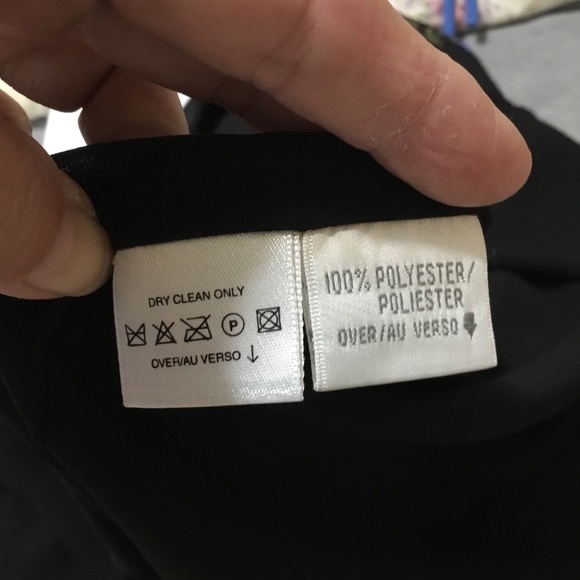 DRY CLEAN ONLY
P
OVER/AU VERSO ↓
100% POLYESTER/
POLIESTER
OVER/AU VERSO